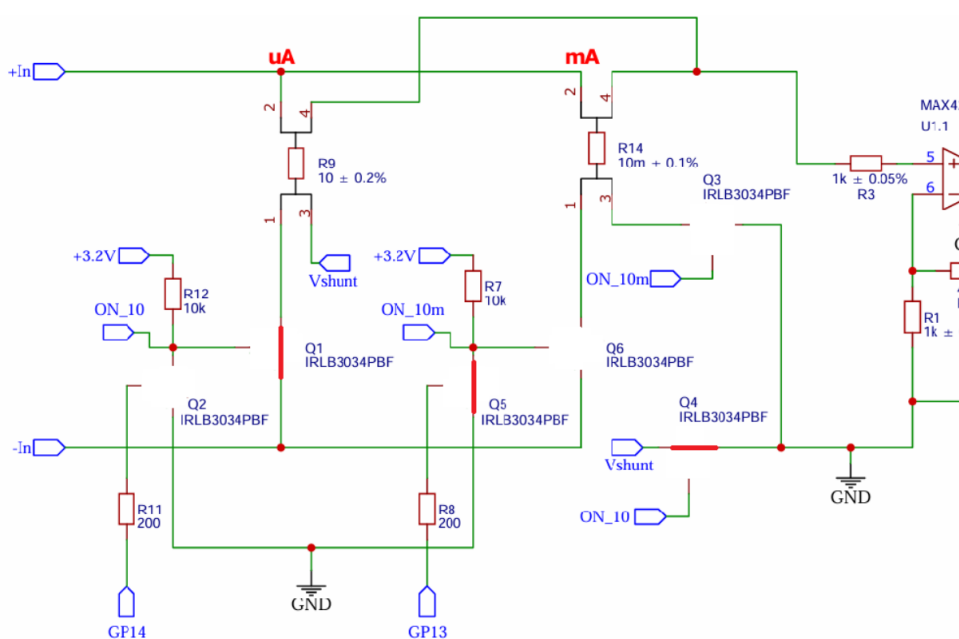 uA
mA
+In
2
4
2
4
MAX4
U1.1
R9
10 ± 0.2%
R14
10m ± 0.1%
5
6
1k ± 0.05%
R3
Q3
IRLB3034PBF
1
3
1
3
+3.2V
Vshunt
+3.2V
ON_10m
R12
10k
R7
10k
ON_10
ON_10m
R1
1k ±
Q1
IRLB3034PBF
Q6
IRLB3034PBF
Q2
IRLB3034PBF
Q5
IRLB3034PBF
Q4
IRLB3034PBF
-In
Vshunt
GND
R11
200
R8
200
ON_10
GND
GP14
GP13